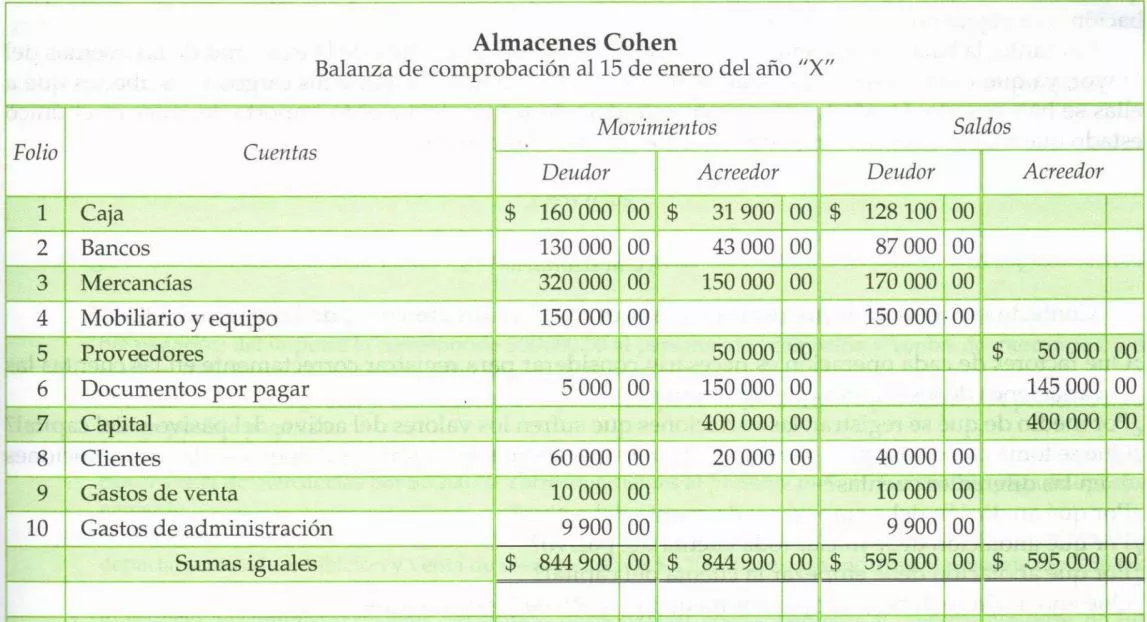 Almacenes Cohen
Balanza de comprobación al 15 de enero del año “X”
Folio Cuentas Movimientos Saldos
Deudor Acreedor Deudor Acreedor
1 Caja $ 160 000 00 $ 31 900 00 $ 128 100 00
2 Bancos 130 000 00 43 000 00 87 000 00
3 Mercancías 320 000 00 150 000 00 170 000 00
4 Mobiliario y equipo 150 000 00 150 000 00
5 Proveedores 50 000 00 $ 50 000 00
6 Documentos por pagar 5 000 00 150 000 00 145 000 00
7 Capital 400 000 00 400 000 00
8 Clientes 60 000 00 20 000 00 40 000 00
9 Gastos de venta 10 000 00 10 000 00
10 Gastos de administración 9 900 00 9 900 00
Sumas iguales $ 844 900 00 $ 844 900 00 $ 595 000 00 $ 595 000 00